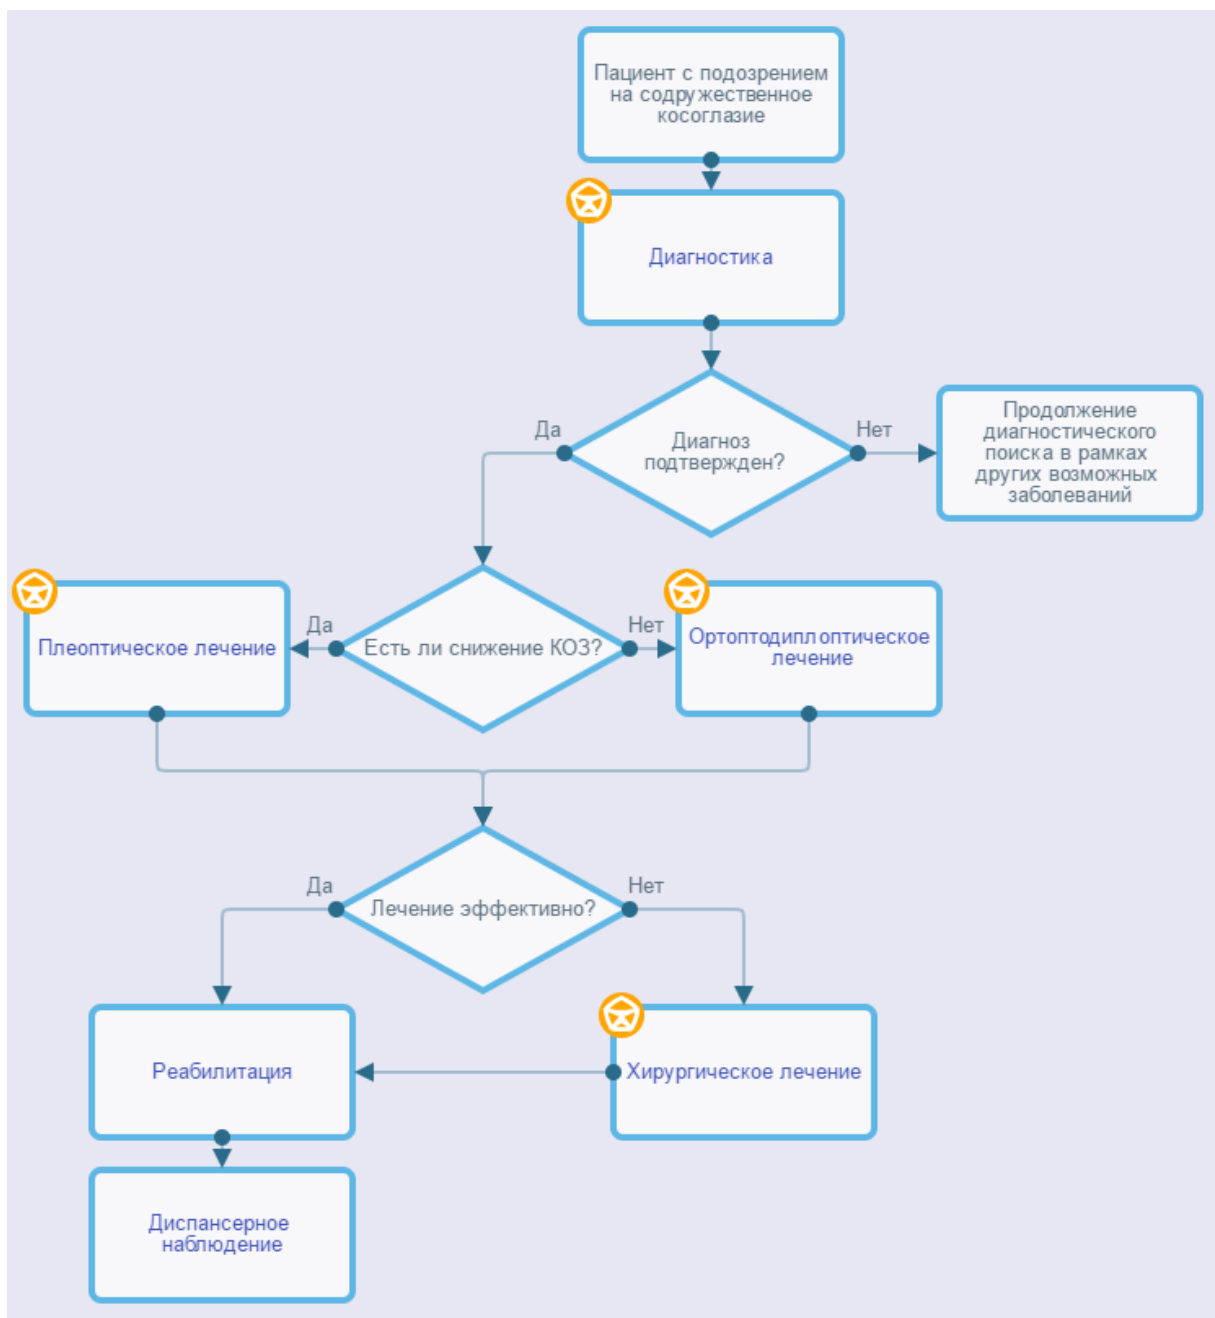 Пациент с подозрением
на содружественное
косоглазие
Диагностика
Да
Диагноз
подтвержден?
Нет
Продолжение
диагностического
поиска в рамках
других возможных
заболеваний
Плеоптическое лечение
Да
Есть ли снижение КОЗ?
Нет
Ортоптодиплоптическое
лечение
Да
Лечение эффективно?
Нет
Реабилитация
Хирургическое лечение
Диспансерное
наблюдение